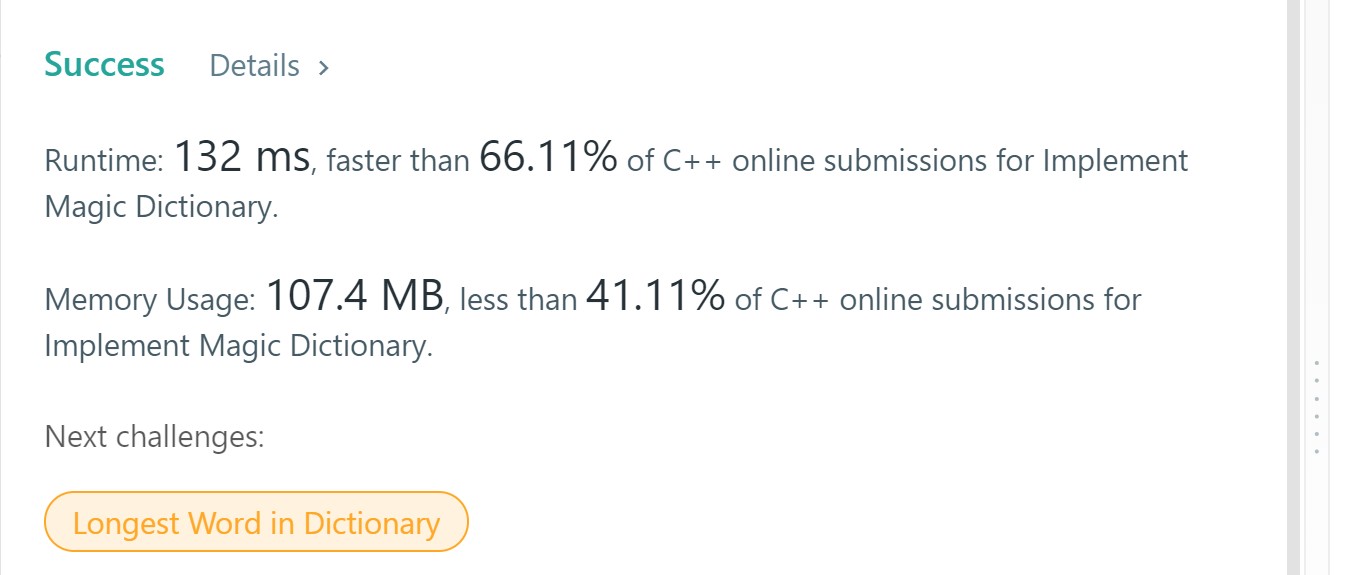 Success Details >
Runtime: 132 ms, faster than 66.11% of C++ online submissions for Implement
Magic Dictionary.
Memory Usage: 107.4 MB, less than 41.11% of C++ online submissions for
Implement Magic Dictionary.
Next challenges:
Longest Word in Dictionary